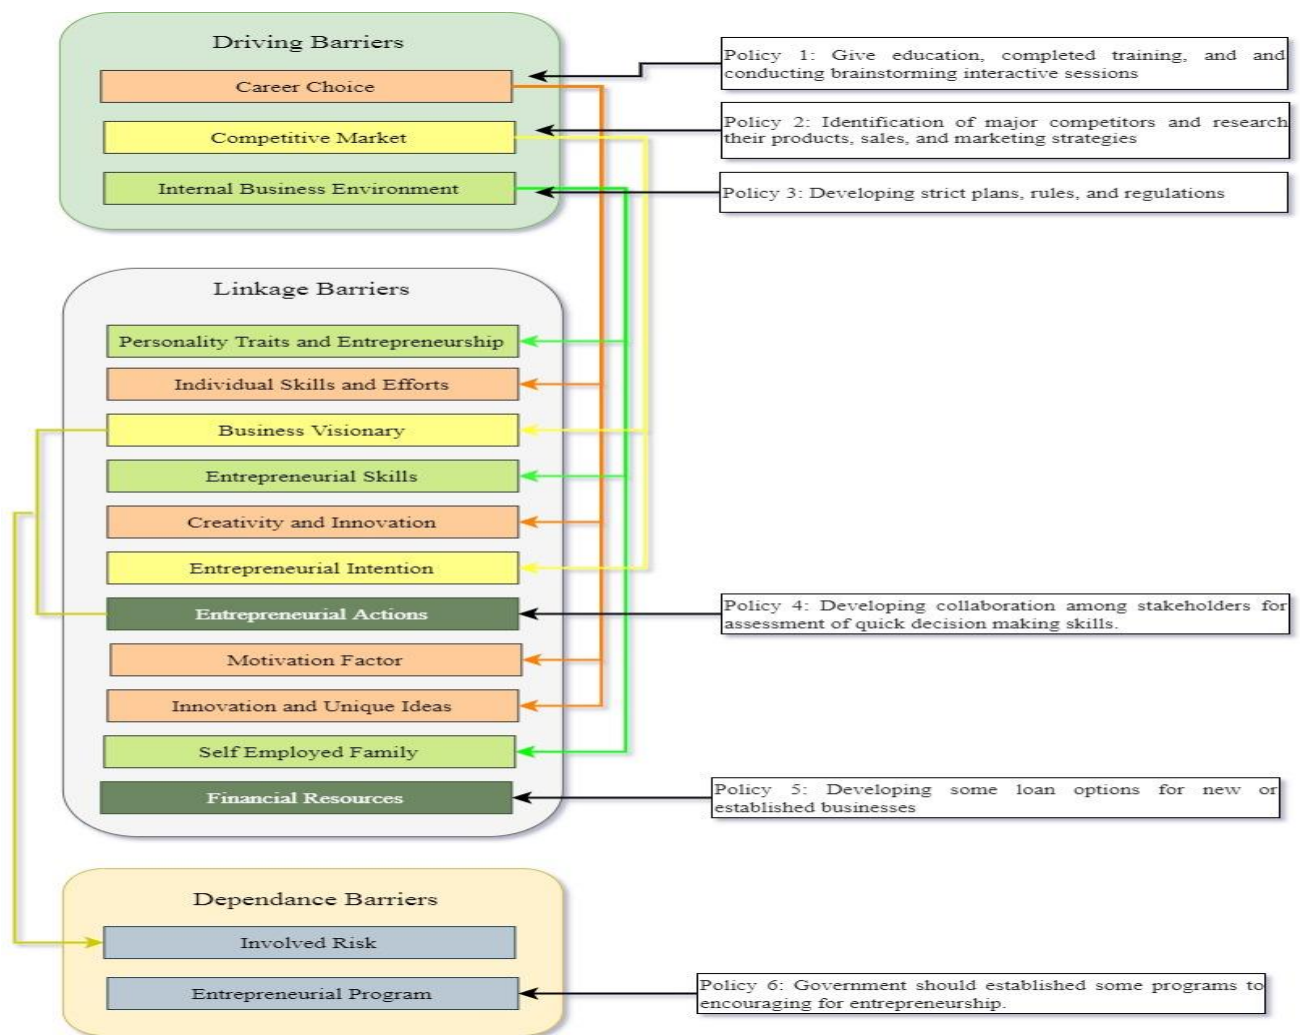 Driving Barriers
Career Choice
Competitive Market
Internal Business Environment
Policy 1: Give education, completed training, and and
conducting brainstorming interactive sessions
Policy 2: Identification of major competitors and research
their products, sales, and marketing strategies
Policy 3: Developing strict plans, rules, and regulations
Linkage Barriers
Personality Traits and Entrepreneurship
Individual Skills and Efforts
Business Visionary
Entrepreneurial Skills
Creativity and Innovation
Entrepreneurial Intention
Entrepreneurial Actions
Motivation Factor
Innovation and Unique Ideas
Self Employed Family
Financial Resources
Policy 4: Developing collaboration among stakeholders for
assessment of quick decision making skills.
Policy 5: Developing some loan options for new or
established businesses
Dependance Barriers
Involved Risk
Entrepreneurial Program
Policy 6: Government should established some programs to
encouraging for entrepreneurship.